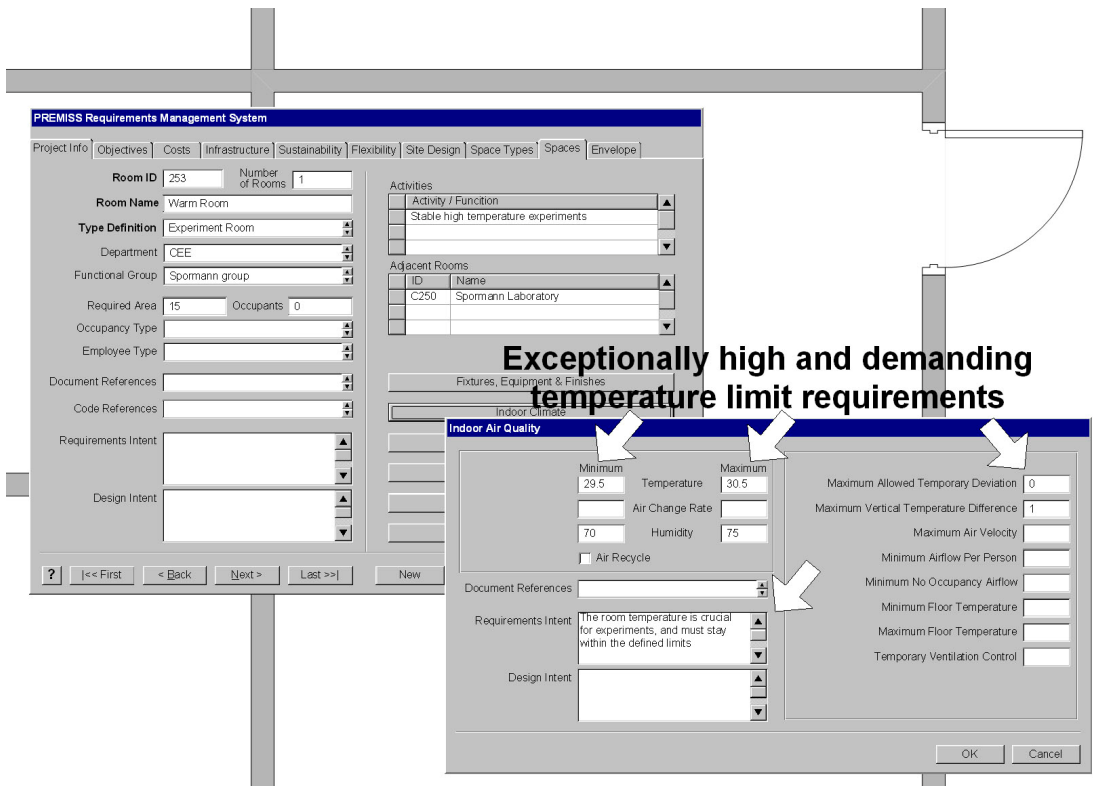 PREMISS Requirements Management System
Project Info Objectives Costs Infrastructure Sustainability Flexibility Site Design Space Types Spaces Envelope
Room ID 253 Number of Rooms 1
Room Name Warm Room
Type Definition Experiment Room
Department CEE
Functional Group Spormann group
Required Area 15 Occupants 0
Occupancy Type
Employee Type
Document References
Code References
Requirements Intent
Design Intent
Activities
Activity / Funcition
Stable high temperature experiments
Adjacent Rooms
ID Name
C250 Spormann Laboratory
Fixtures, Equipment & Finishes
Indoor Climate
? |<< First < Back Next > Last >>| New
Exceptionally high and demanding
temperature limit requirements
Indoor Air Quality
Minimum Maximum
29.5 Temperature 30.5
Air Change Rate
70 Humidity 75
Air Recycle
Document References
Requirements Intent The room temperature is crucial
for experiments, and must stay
within the defined limits
Design Intent
Maximum Allowed Temporary Deviation 0
Maximum Vertical Temperature Difference 1
Maximum Air Velocity
Minimum Airflow Per Person
Minimum No Occupancy Airflow
Minimum Floor Temperature
Maximum Floor Temperature
Temporary Ventilation Control
OK Cancel